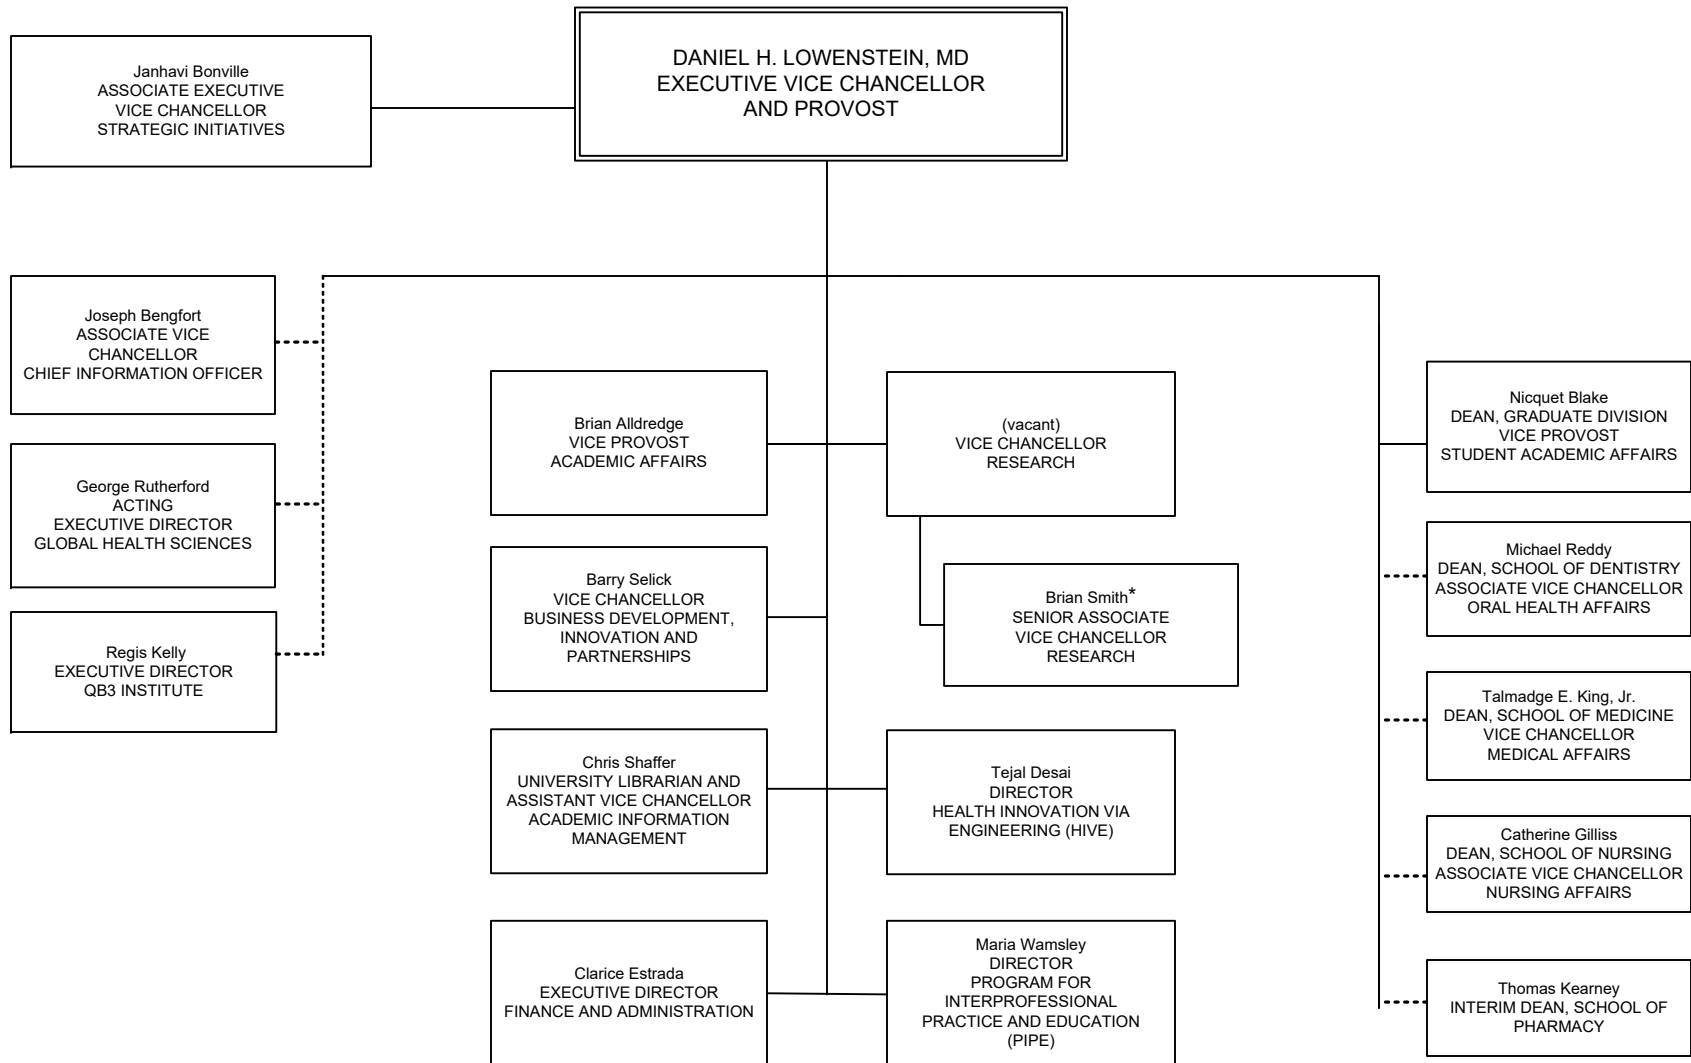 DANIEL H. LOWENSTEIN, MD
EXECUTIVE VICE CHANCELLOR
AND PROVOST
Janhavi Bonville
ASSOCIATE EXECUTIVE
VICE CHANCELLOR
STRATEGIC INITIATIVES
Joseph Bengfort
ASSOCIATE VICE
CHANCELLOR
CHIEF INFORMATION OFFICER
George Rutherford
ACTING
EXECUTIVE DIRECTOR
GLOBAL HEALTH SCIENCES
Regis Kelly
EXECUTIVE DIRECTOR
QB3 INSTITUTE
Brian Alldredge
VICE PROVOST
ACADEMIC AFFAIRS
(vacant)
VICE CHANCELLOR
RESEARCH
Barry Selick
VICE CHANCELLOR
BUSINESS DEVELOPMENT,
INNOVATION AND
PARTNERSHIPS
Brian Smith*
SENIOR ASSOCIATE
VICE CHANCELLOR
RESEARCH
Chris Shaffer
UNIVERSITY LIBRARIAN AND
ASSISTANT VICE CHANCELLOR
ACADEMIC INFORMATION
MANAGEMENT
Tejal Desai
DIRECTOR
HEALTH INNOVATION VIA
ENGINEERING (HIVE)
Clarice Estrada
EXECUTIVE DIRECTOR
FINANCE AND ADMINISTRATION
Maria Wamsley
DIRECTOR
PROGRAM FOR
INTERPROFESSIONAL
PRACTICE AND EDUCATION
(PIPE)
Nicquet Blake
DEAN, GRADUATE DIVISION
VICE PROVOST
STUDENT ACADEMIC AFFAIRS
Michael Reddy
DEAN, SCHOOL OF DENTISTRY
ASSOCIATE VICE CHANCELLOR
ORAL HEALTH AFFAIRS
Talmadge E. King, Jr.
DEAN, SCHOOL OF MEDICINE
VICE CHANCELLOR
MEDICAL AFFAIRS
Catherine Gilliss
DEAN, SCHOOL OF NURSING
ASSOCIATE VICE CHANCELLOR
NURSING AFFAIRS
Thomas Kearney
INTERIM DEAN, SCHOOL OF
PHARMACY